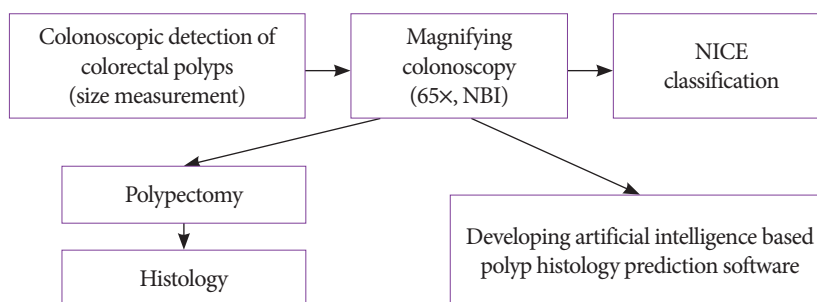 Colonoscopic detection of
colorectal polyps
(size measurement)
Magnifying
colonoscopy
(65×, NBI)
NICE
classification
Polypectomy
Histology
Developing artificial intelligence based
polyp histology prediction software